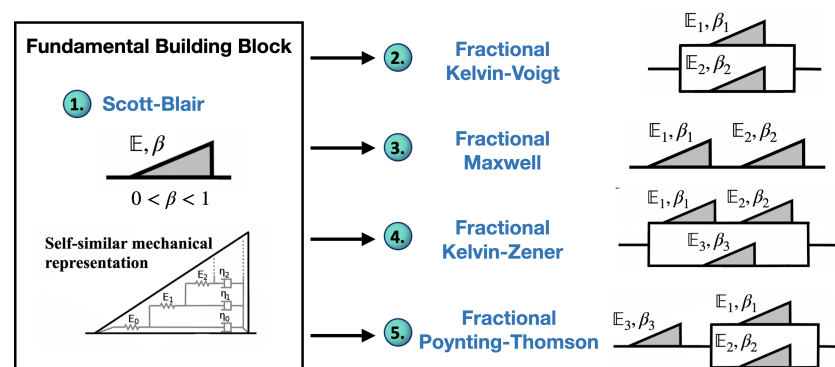 Fundamental Building Block
1. Scott-Blair
𝔼, β
0 < β < 1
Self-similar mechanical
representation
E₂ η₂
E₁ η₁
E₀ η₀
2. Fractional
Kelvin-Voigt
𝔼₁, β₁
𝔼₂, β₂
3. Fractional
Maxwell
𝔼₁, β₁ 𝔼₂, β₂
4. Fractional
Kelvin-Zener
𝔼₁, β₁ 𝔼₂, β₂
𝔼₃, β₃
5. Fractional
Poynting-Thomson
𝔼₃, β₃
𝔼₁, β₁
𝔼₂, β₂